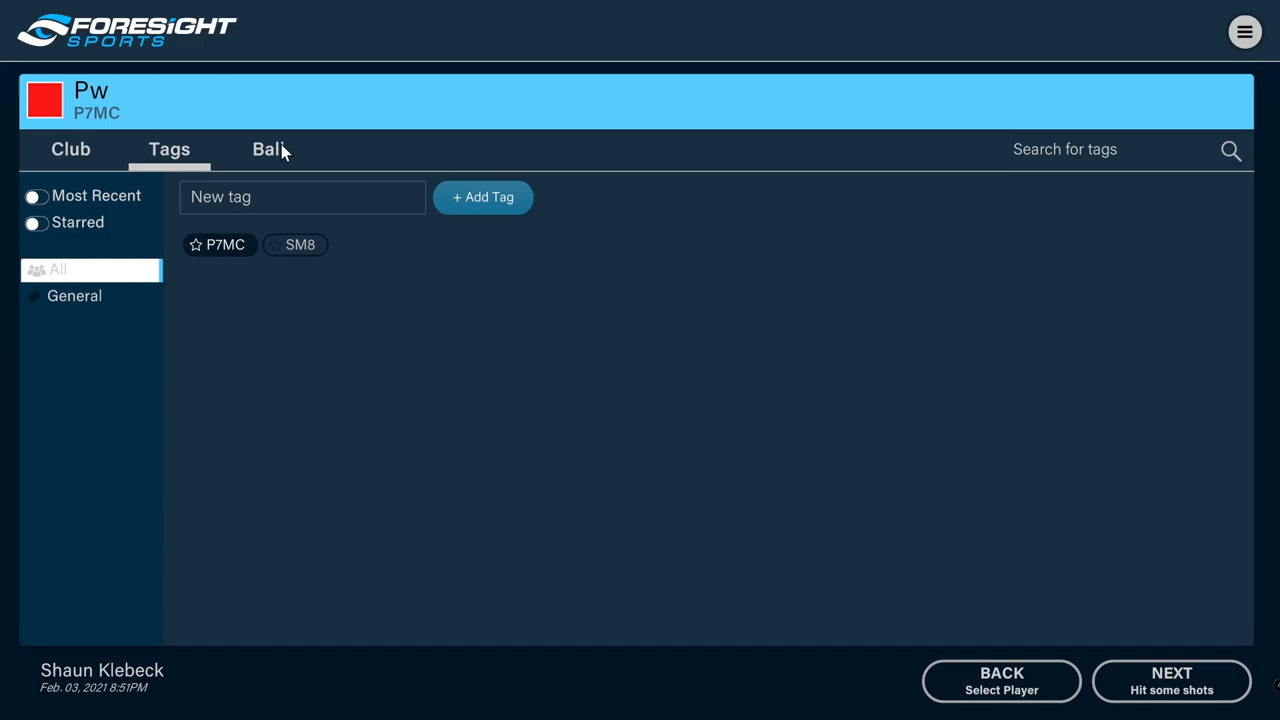 FORESiGHT
SPORTS
Pw
P7MC
Club
Tags
Ball
Search for tags
Most Recent
Starred
All
General
New tag
+ Add Tag
P7MC
SM8
Shaun Klebeck
Feb. 03, 2021 8:51PM
BACK
Select Player
NEXT
Hit some shots